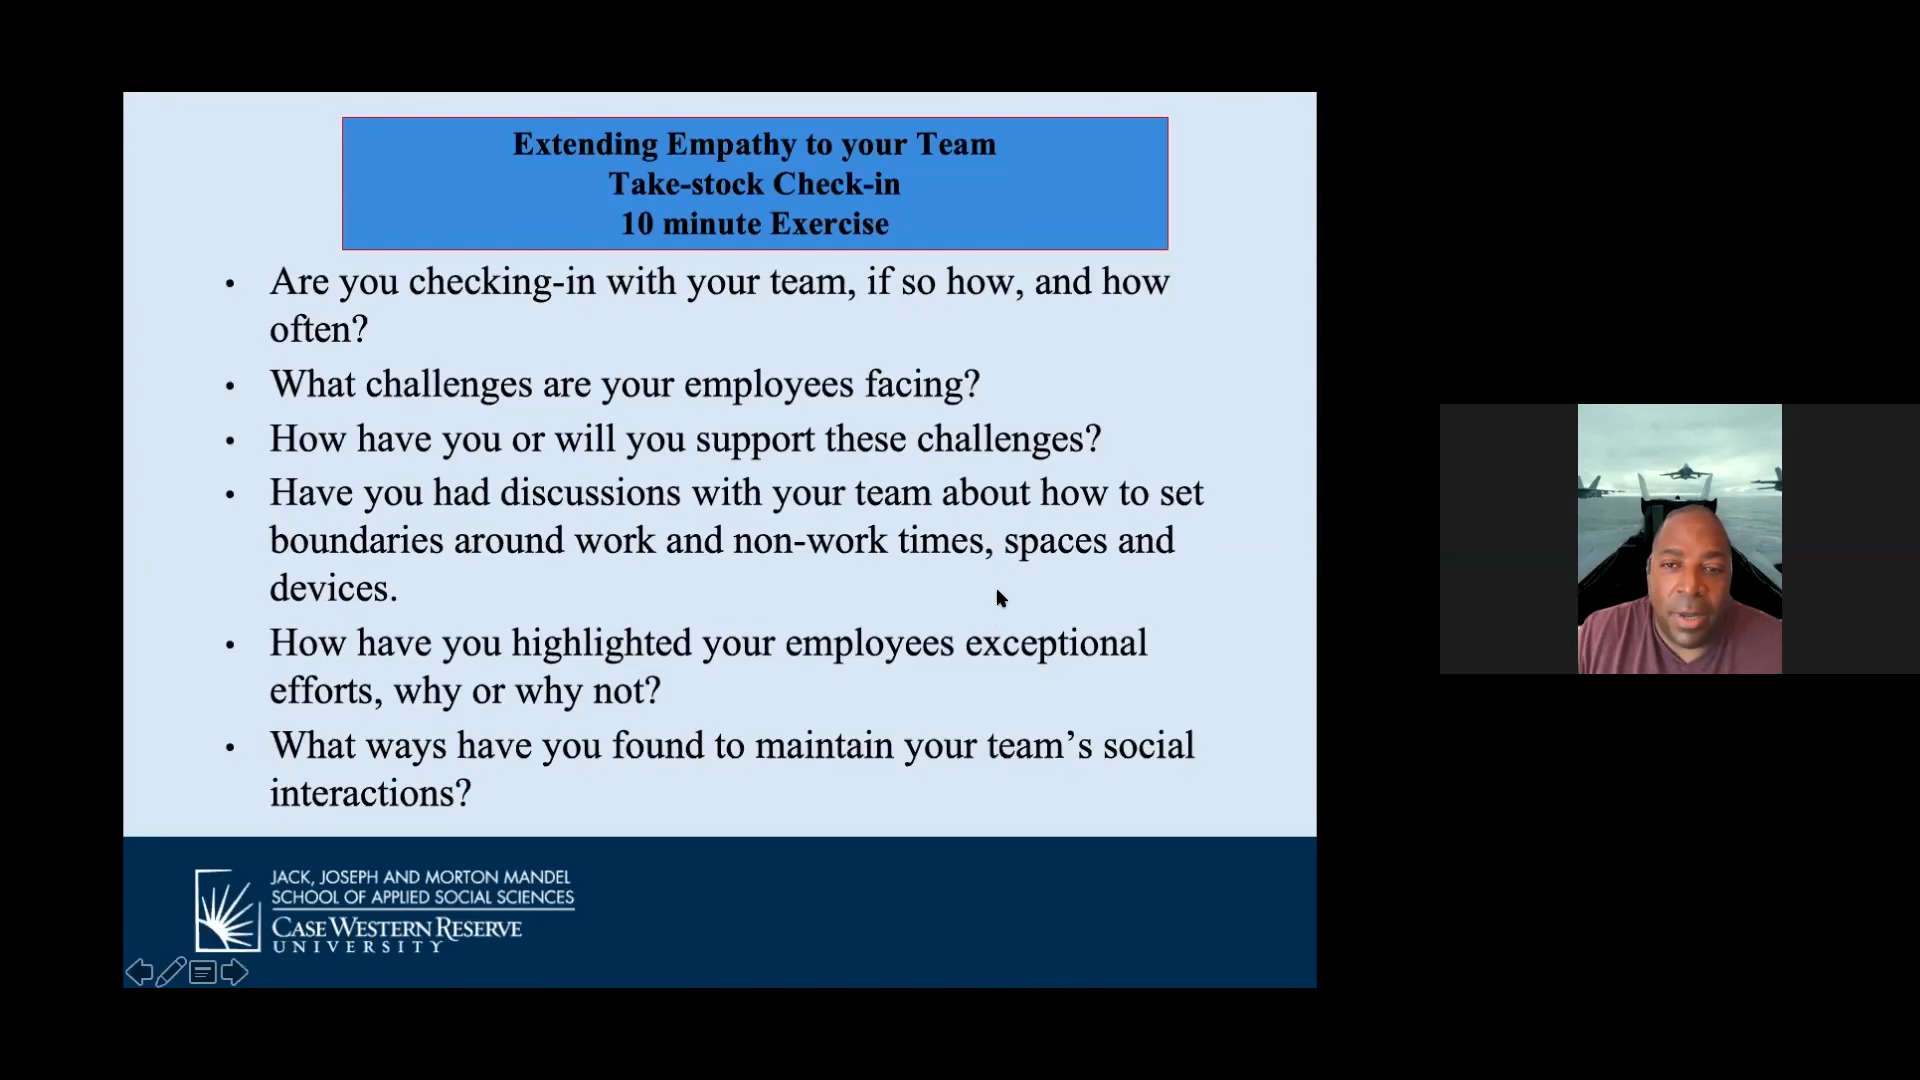 Extending Empathy to your Team
Take-stock Check-in
10 minute Exercise
• Are you checking-in with your team, if so how, and how
often?
• What challenges are your employees facing?
• How have you or will you support these challenges?
• Have you had discussions with your team about how to set
boundaries around work and non-work times, spaces and
devices.
• How have you highlighted your employees exceptional
efforts, why or why not?
• What ways have you found to maintain your team’s social
interactions?
JACK, JOSEPH AND MORTON MANDEL
SCHOOL OF APPLIED SOCIAL SCIENCES
CASE WESTERN RESERVE
UNIVERSITY